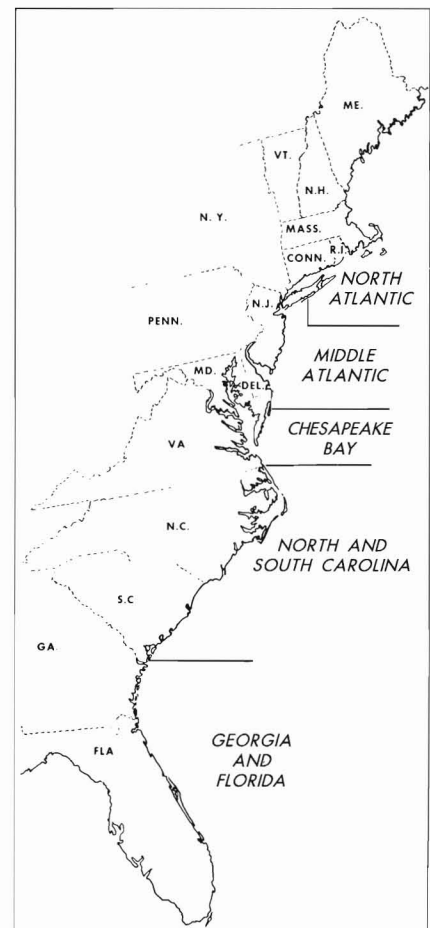 ME.
VT.
N.H.
N. Y.
MASS.
CONN.
R.I.
NORTH
ATLANTIC
N.J.
PENN.
MIDDLE
ATLANTIC
MD.
DEL.
CHESAPEAKE
BAY
VA
N.C.
NORTH AND
SOUTH CAROLINA
S.C
GA.
GEORGIA
AND
FLORIDA
FLA